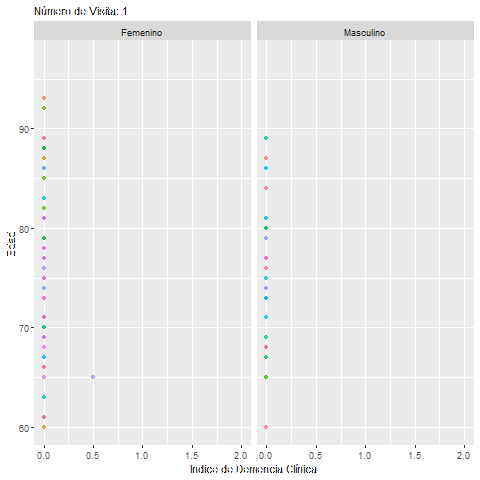 Número de Visita: 1
Femenino
Masculino
90
80
70
60
Edad
0.0 0.5 1.0 1.5 2.0 0.0 0.5 1.0 1.5 2.0
Indice de Demencia Clínica